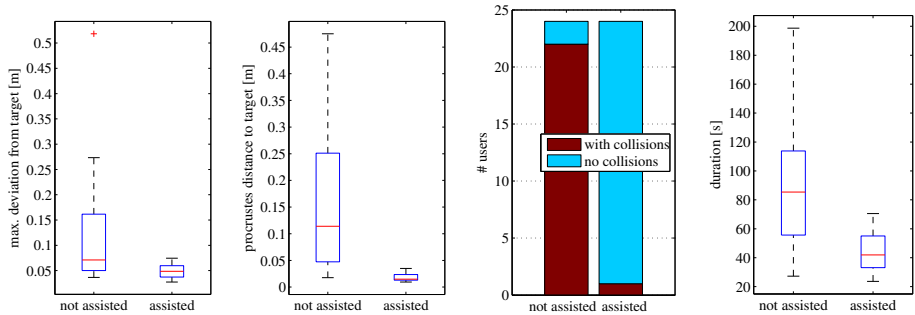 max. deviation from target [m]
0.5
0.45
0.4
0.35
0.3
0.25
0.2
0.15
0.1
0.05
not assisted
assisted
procrustes distance to target [m]
0.45
0.4
0.35
0.3
0.25
0.2
0.15
0.1
0.05
0
not assisted
assisted
# users
25
20
15
10
5
0
with collisions
no collisions
not assisted
assisted
duration [s]
200
180
160
140
120
100
80
60
40
20
not assisted
assisted